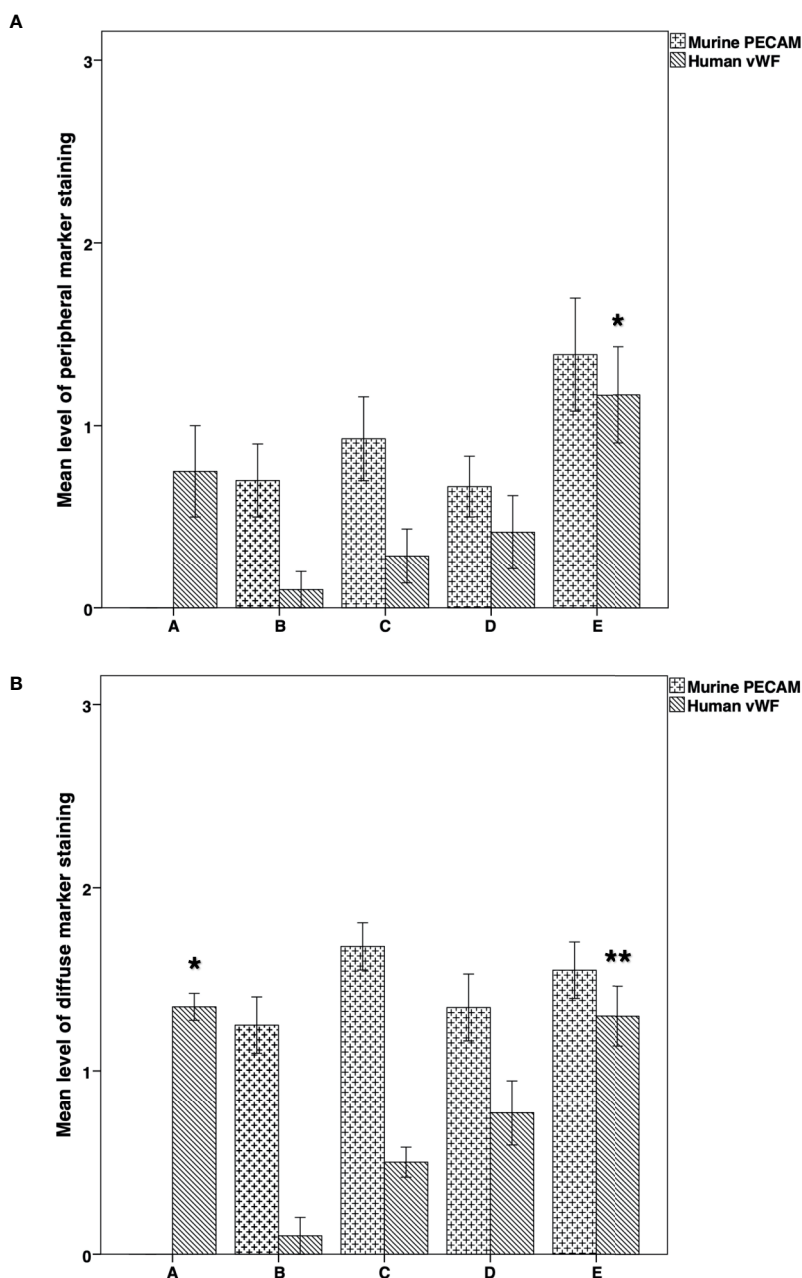 A
Murine PECAM
Human vWF
Mean level of peripheral marker staining
3
2
1
0
*
A B C D E
B
Murine PECAM
Human vWF
Mean level of diffuse marker staining
3
2
1
0
* **
A B C D E